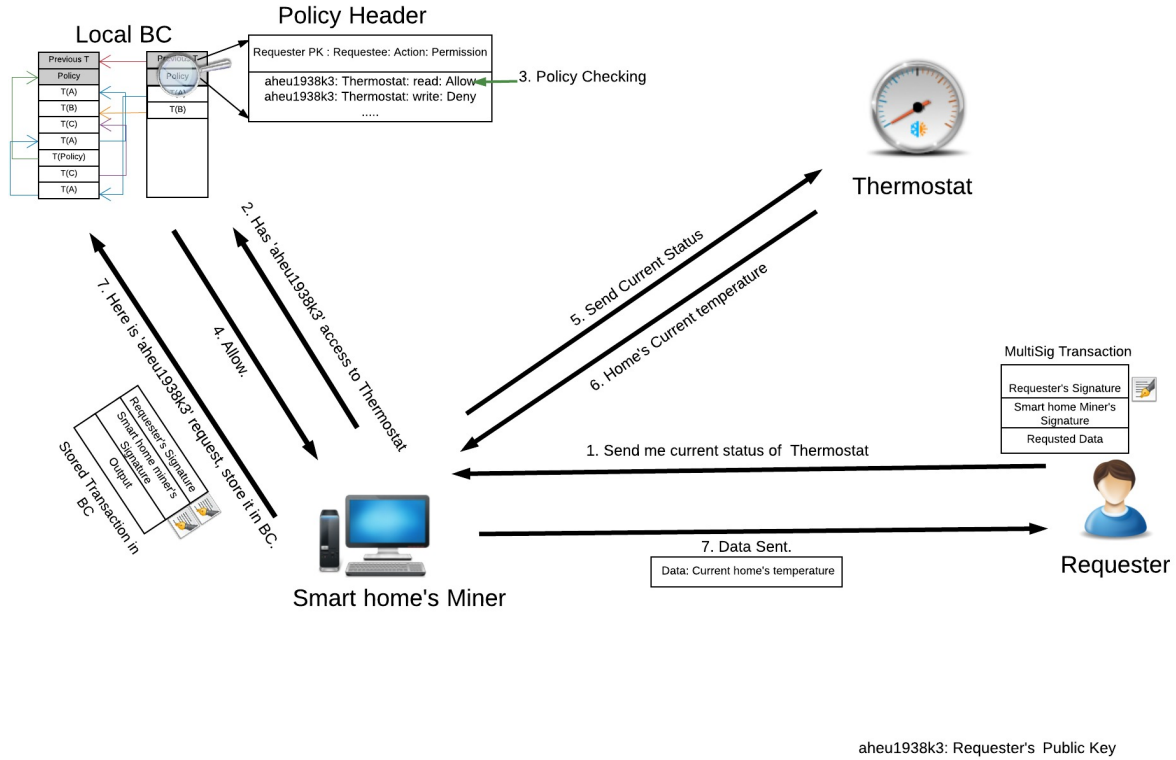 Policy Header
Local BC
Previous T
Policy
T(A)
T(B)
T(C)
T(A)
T(Policy)
T(C)
T(A)
Previous T
Policy
T(A)
T(B)
Requester PK : Requestee: Action: Permission
aheu1938k3: Thermostat: read: Allow
aheu1938k3: Thermostat: write: Deny
.....
3. Policy Checking
Thermostat
2. Has 'aheu1938k3' access to Thermostat
4. Allow.
7. Here is 'aheu1938k3' request, store it in BC.
5. Send Current Status
6. Home's Current temperature
Requester's Signature
Smart home miner's
Signature
Output
Stored Transaction in
BC
MultiSig Transaction
Requester's Signature
Smart home Miner's
Signature
Requsted Data
1. Send me current status of Thermostat
7. Data Sent.
Data: Current home's temperature
Requester
Smart home's Miner
aheu1938k3: Requester's Public Key